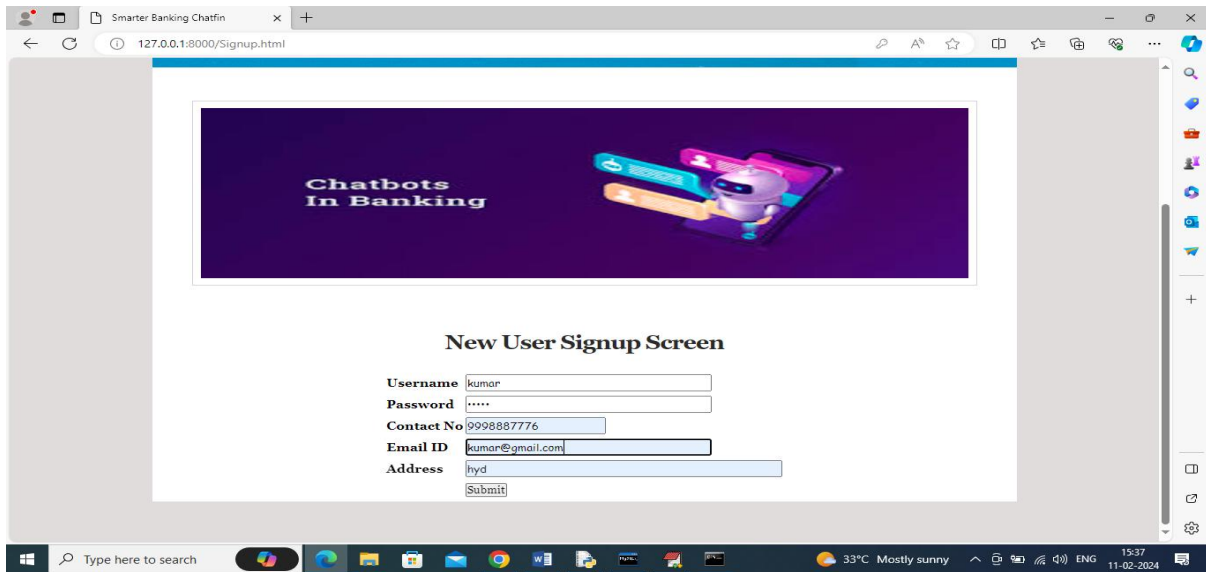 Smarter Banking Chatfin
127.0.0.1:8000/Signup.html
Chatbots
In Banking
New User Signup Screen
Username kumar
Password •••••
Contact No 9998887776
Email ID kumar@gmail.com
Address hyd
Submit
Type here to search
33°C Mostly sunny
ENG
15:37
11-02-2024